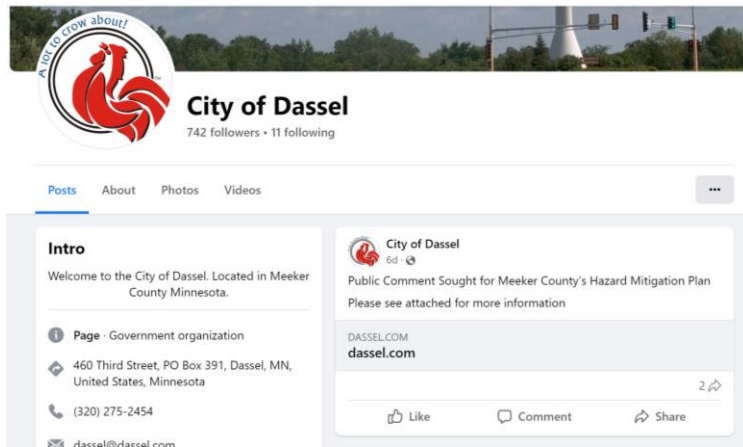 A lot to crow about!
City of Dassel
742 followers • 11 following
Posts
About
Photos
Videos
Intro
Welcome to the City of Dassel. Located in Meeker
County Minnesota.
Page · Government organization
460 Third Street, PO Box 391, Dassel, MN,
United States, Minnesota
(320) 275-2454
dassel@dassel.com
City of Dassel
6d ·
Public Comment Sought for Meeker County's Hazard Mitigation Plan
Please see attached for more information
DASSEL.COM
dassel.com
2
Like
Comment
Share